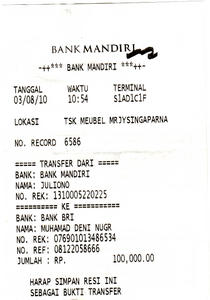 BANK MANDIRI
-++*** BANK MANDIRI ***++-
TANGGAL WAKTU TERMINAL
03/08/10 10:54 S1AD1C1F
LOKASI TSK MEUBEL MRJYSINGAPARNA
NO. RECORD 6586
===== TRANSFER DARI =====
BANK: BANK MANDIRI
NAMA: JULIONO
NO. REK: 1310005220225
========== KE ==========
BANK: BANK BRI
NAMA: MUHAMAD DENI NUGR
NO. REK: 076901013486534
NO. REF: 08122058666
JUMLAH : RP. 100,000.00
HARAP SIMPAN RESI INI
SEBAGAI BUKTI TRANSFER